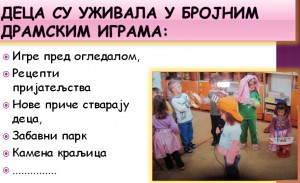 ДЕЦА СУ УЖИВАЛА У БРОЈНИМ
ДРАМСКИМ ИГРАМА:
Игре пред огледалом,
Рецепти
пријатељства
Нове приче стварају
деца,
Забавни парк
Камена краљица
...............